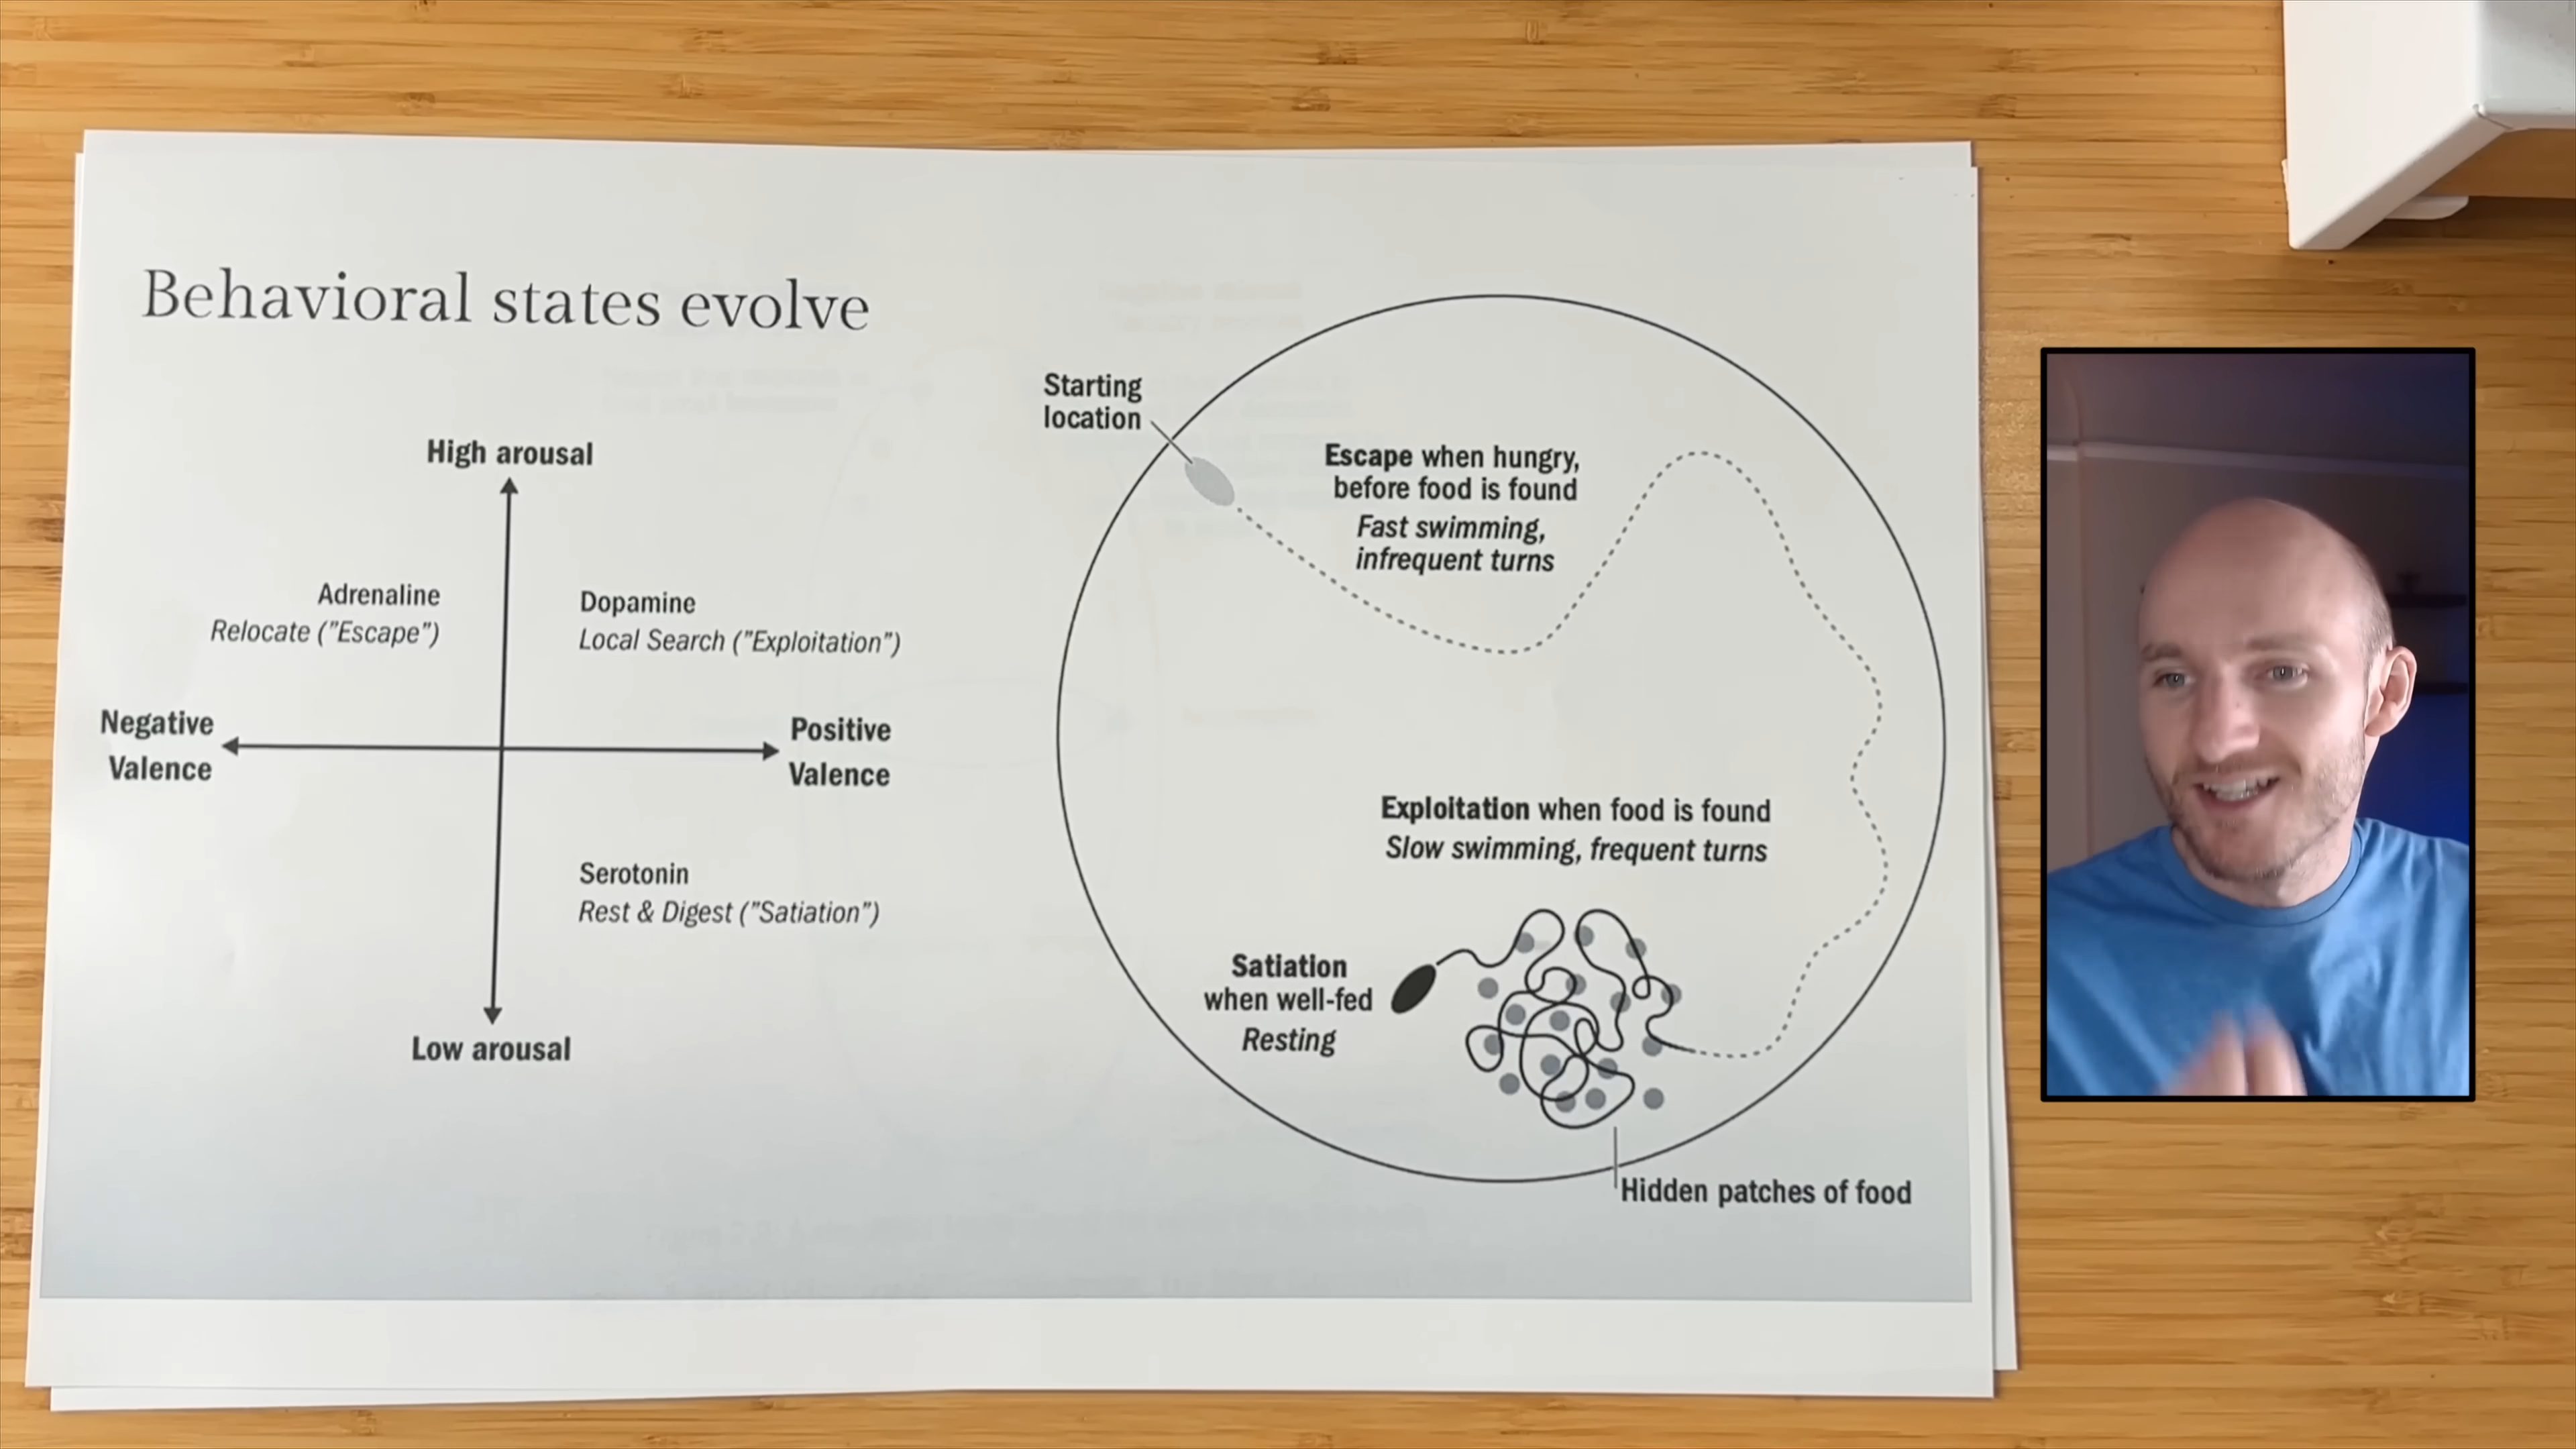 Behavioral states evolve
High arousal
Adrenaline
Relocate ("Escape")
Dopamine
Local Search ("Exploitation")
Negative
Valence
Positive
Valence
Serotonin
Rest & Digest ("Satiation")
Low arousal
Starting
location
Escape when hungry,
before food is found
Fast swimming,
infrequent turns
Exploitation when food is found
Slow swimming, frequent turns
Satiation
when well-fed
Resting
Hidden patches of food